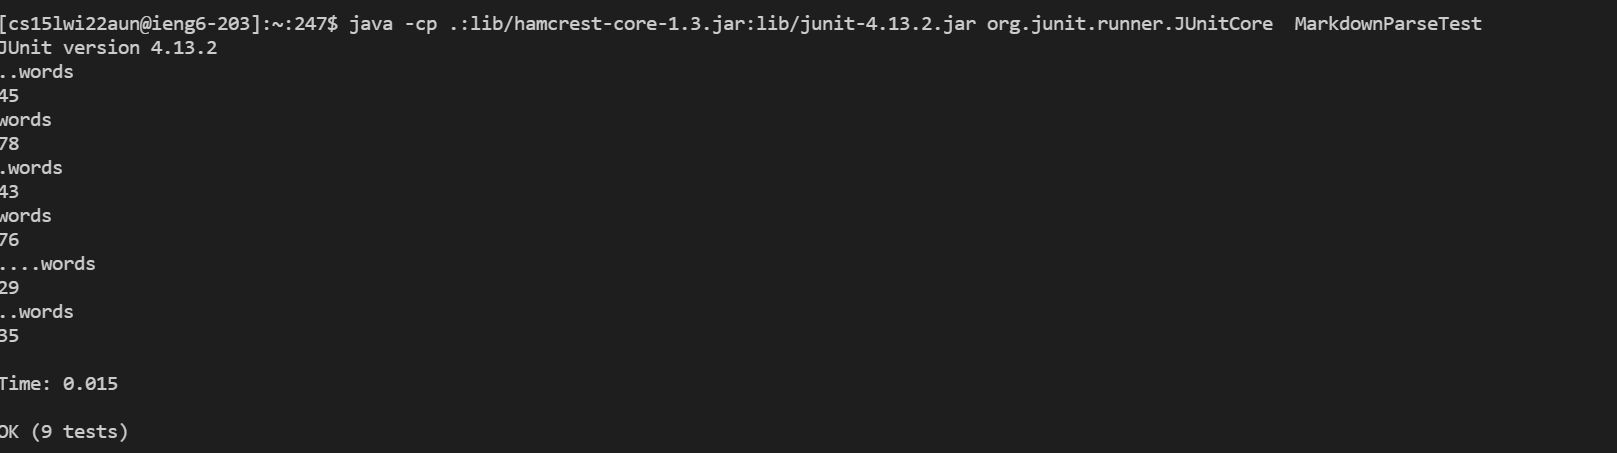 [cs15lwi22aun@ieng6-203]:~:247$ java -cp .:lib/hamcrest-core-1.3.jar:lib/junit-4.13.2.jar org.junit.runner.JUnitCore  MarkdownParseTest
JUnit version 4.13.2
..words
45
words
78
.words
43
words
76
....words
29
..words
35

Time: 0.015

OK (9 tests)